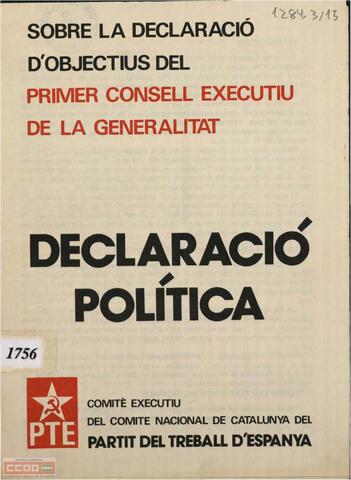 1284.3/15
SOBRE LA DECLARACIÓ
D'OBJECTIUS DEL
PRIMER CONSELL EXECUTIU
DE LA GENERALITAT
DECLARACIÓ
POLÍTICA
1756
PTE
COMITÈ EXECUTIU
DEL COMITE NACIONAL DE CATALUNYA DEL
PARTIT DEL TREBALL D'ESPANYA
CCOO